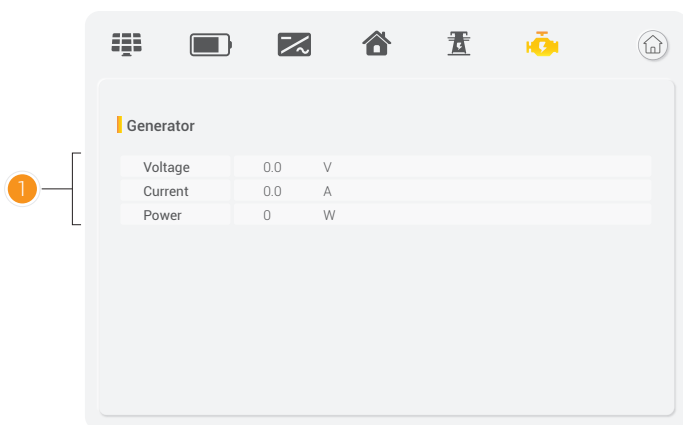 Generator
1
Voltage 0.0 V
Current 0.0 A
Power 0 W